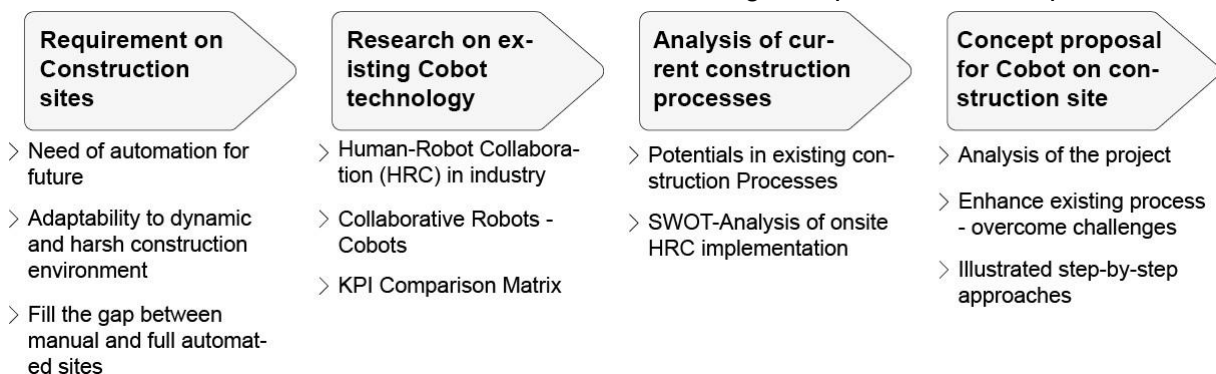 Requirement on
Construction
sites
Need of automation for
future
Adaptability to dynamic
and harsh construction
environment
Fill the gap between
manual and full automat-
ed sites
Research on ex-
isting Cobot
technology
Human-Robot Collabora-
tion (HRC) in industry
Collaborative Robots -
Cobots
KPI Comparison Matrix
Analysis of cur-
rent construction
processes
Potentials in existing con-
struction Processes
SWOT-Analysis of onsite
HRC implementation
Concept proposal
for Cobot on con-
struction site
Analysis of the project
Enhance existing process
- overcome challenges
Illustrated step-by-step
approaches